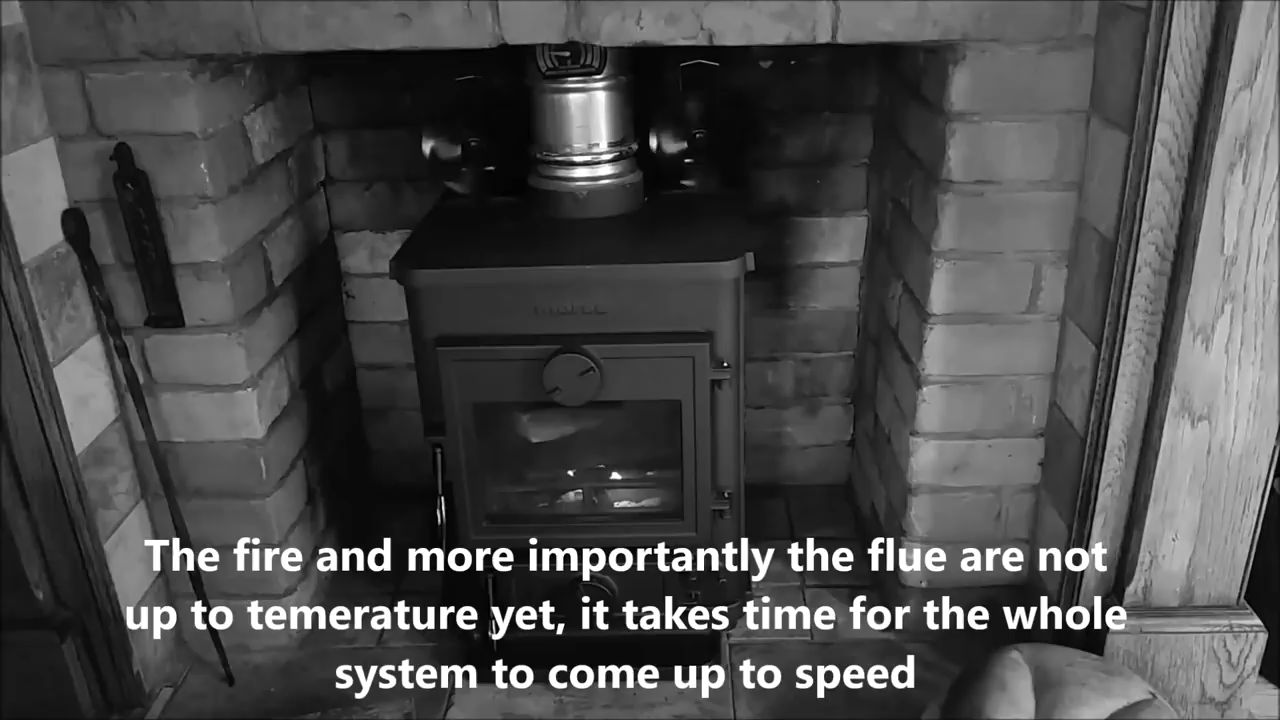 The fire and more importantly the flue are not
up to temerature yet, it takes time for the whole
system to come up to speed